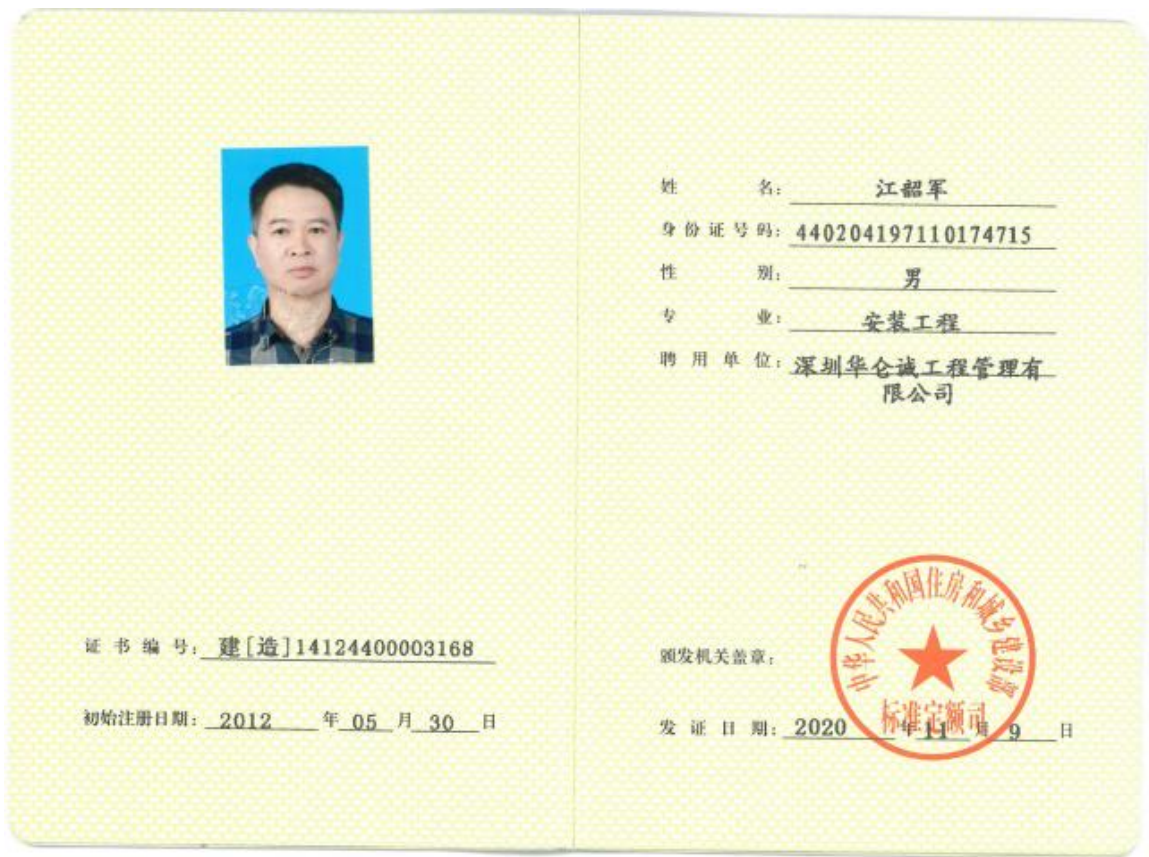 证书编号：建[造]14124400003168
初始注册日期：2012年05月30日
姓名：江韶军
身份证号码：440204197110174715
性别：男
专业：安装工程
聘用单位：深圳华仑诚工程管理有
限公司
中华人民共和国住房和城乡建设部
标准定额司
颁发机关盖章：
发证日期：2020年11月9日